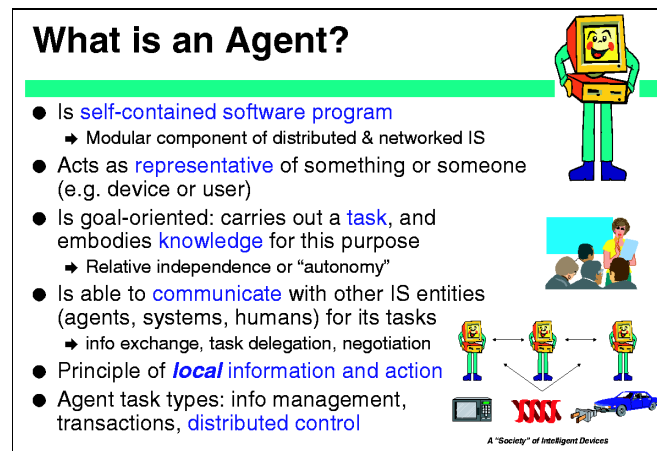 What is an Agent?
● Is self-contained software program
➡ Modular component of distributed & networked IS
● Acts as representative of something or someone
(e.g. device or user)
● Is goal-oriented: carries out a task, and
embodies knowledge for this purpose
➡ Relative independence or “autonomy”
● Is able to communicate with other IS entities
(agents, systems, humans) for its tasks
➡ info exchange, task delegation, negotiation
● Principle of local information and action
● Agent task types: info management,
transactions, distributed control
A “Society” of Intelligent Devices